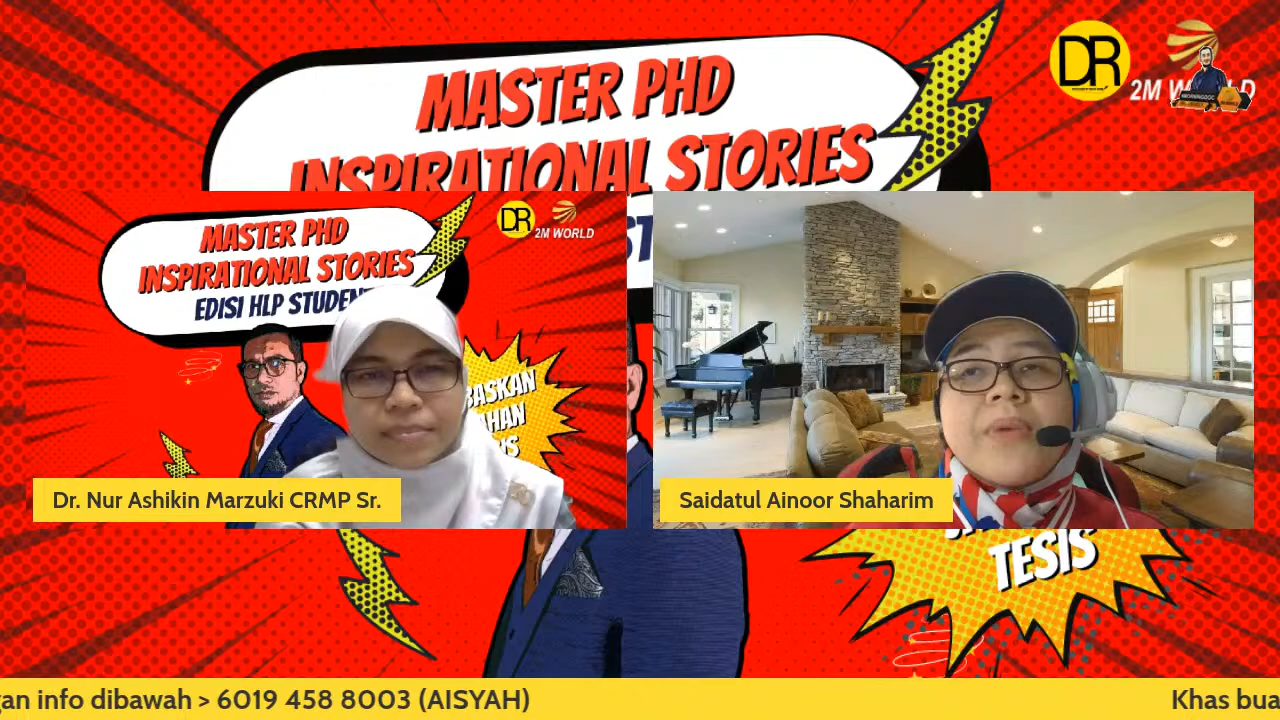 MASTER PHD
INSPIRATIONAL STORIES
DR
2M WORLD
MASTER PHD
INSPIRATIONAL STORIES
EDISI HLP STUDENT
DR
2M WORLD
Dr. Nur Ashikin Marzuki CRMP Sr.
Saidatul Ainoor Shaharim
TESIS
an info dibawah > 6019 458 8003 (AISYAH)
Khas bua